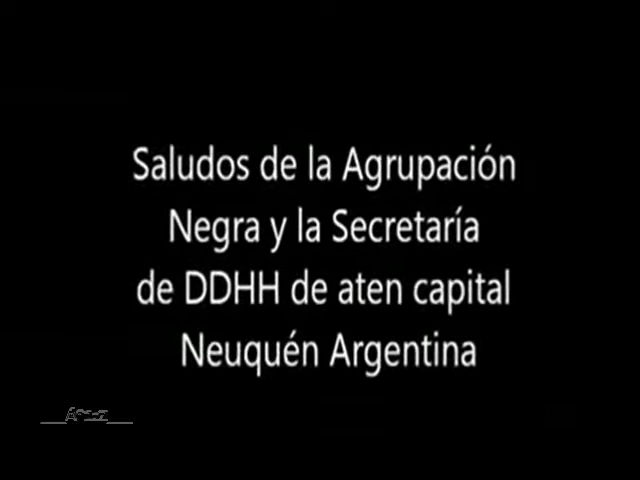 Saludos de la Agrupación
Negra y la Secretaría
de DDHH de aten capital
Neuquén Argentina